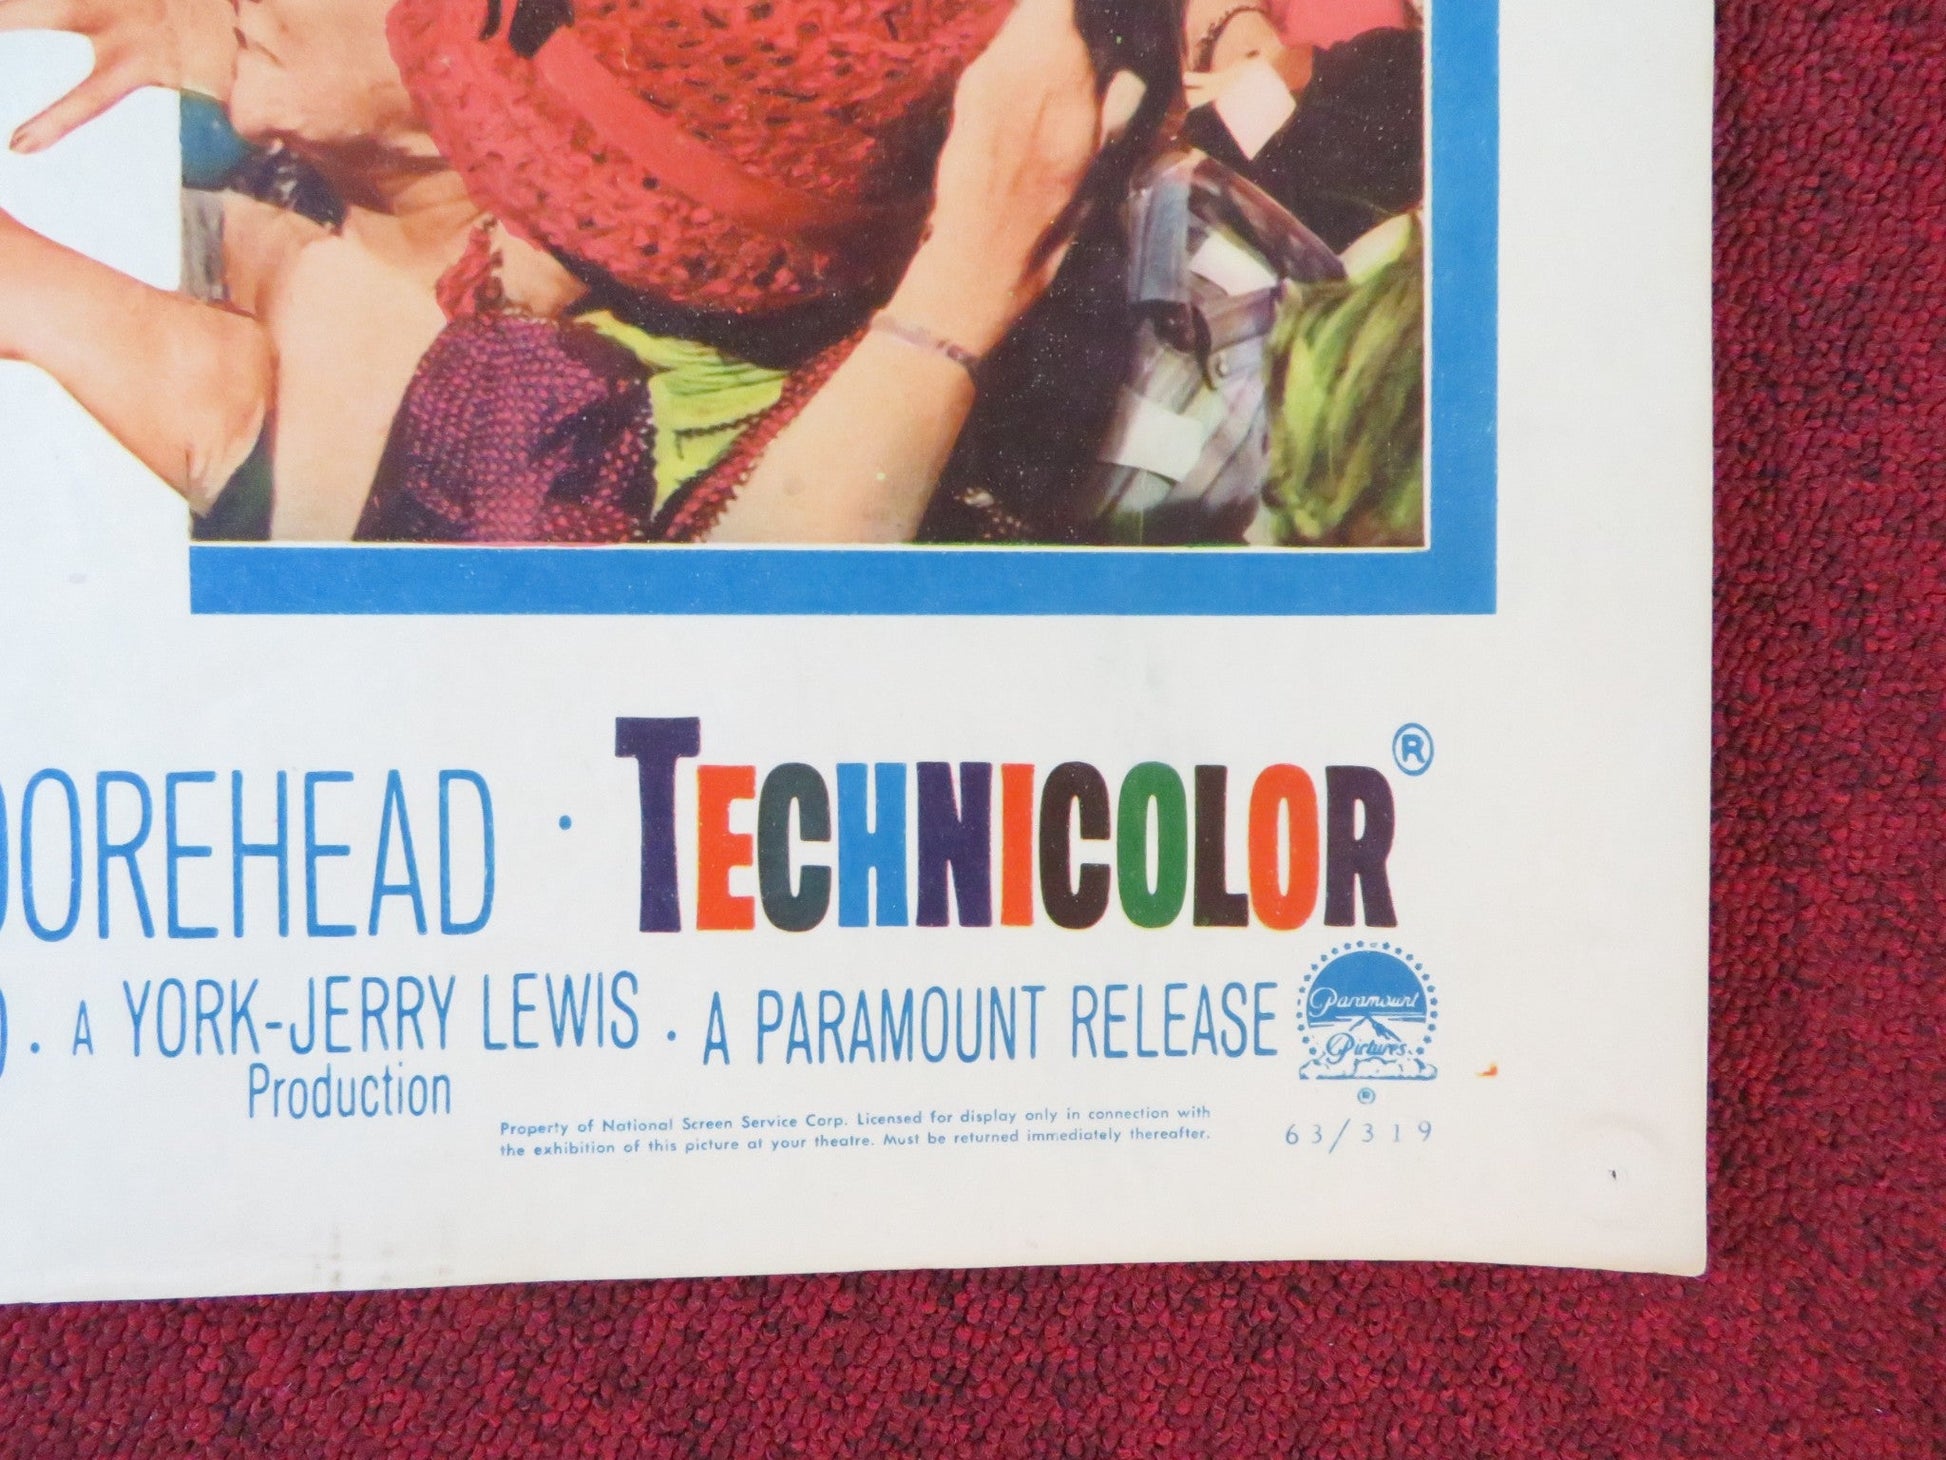 OOREHEAD · TECHNICOLOR®
· A YORK-JERRY LEWIS · A PARAMOUNT RELEASE
Production
Paramount
Pictures
®
Property of National Screen Service Corp. Licensed for display only in connection with
the exhibition of this picture at your theatre. Must be returned immediately thereafter.
63/319